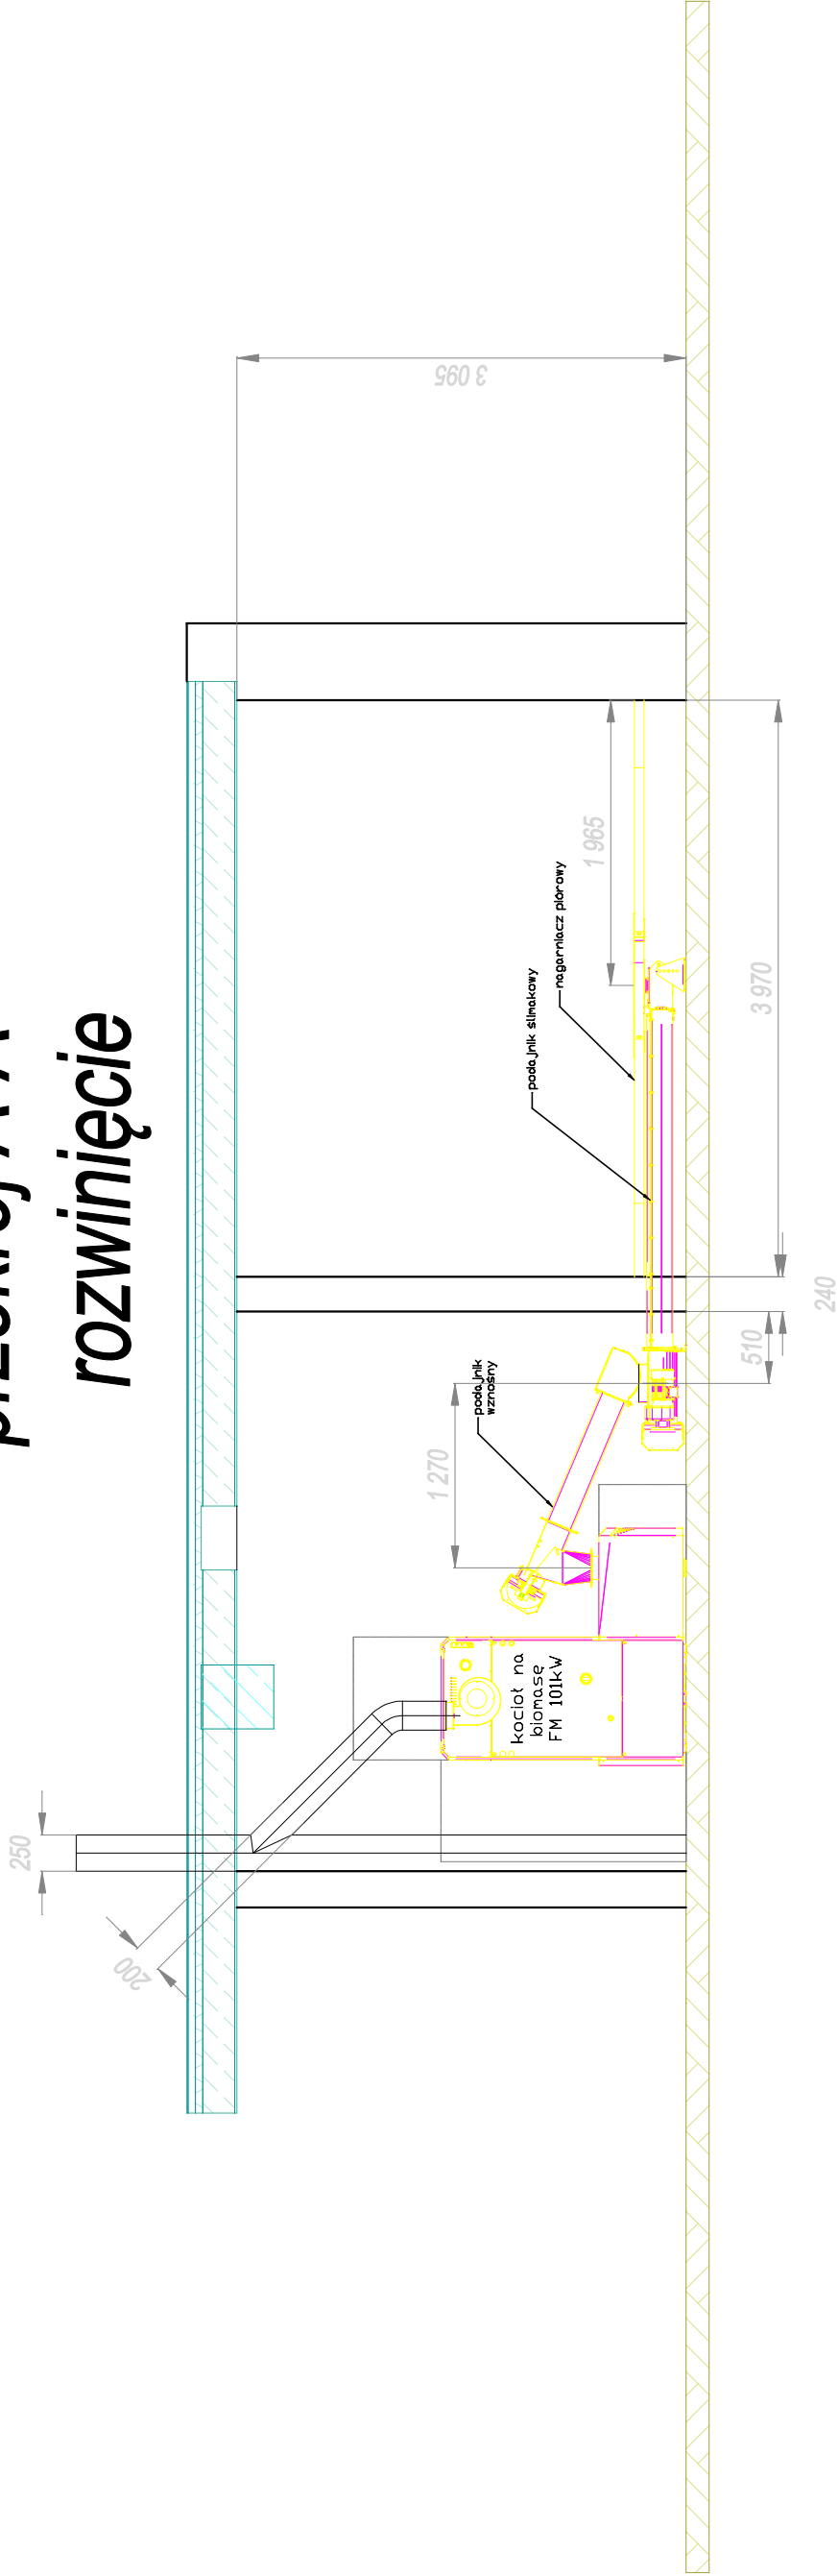 rozwinięcie
250
200
kocioł na
biomasę
FM 101kW
1 270
podajnik
wznośny
510
240
podajnik ślimakowy
nagarniacz piórowy
1 965
3 970
3 095